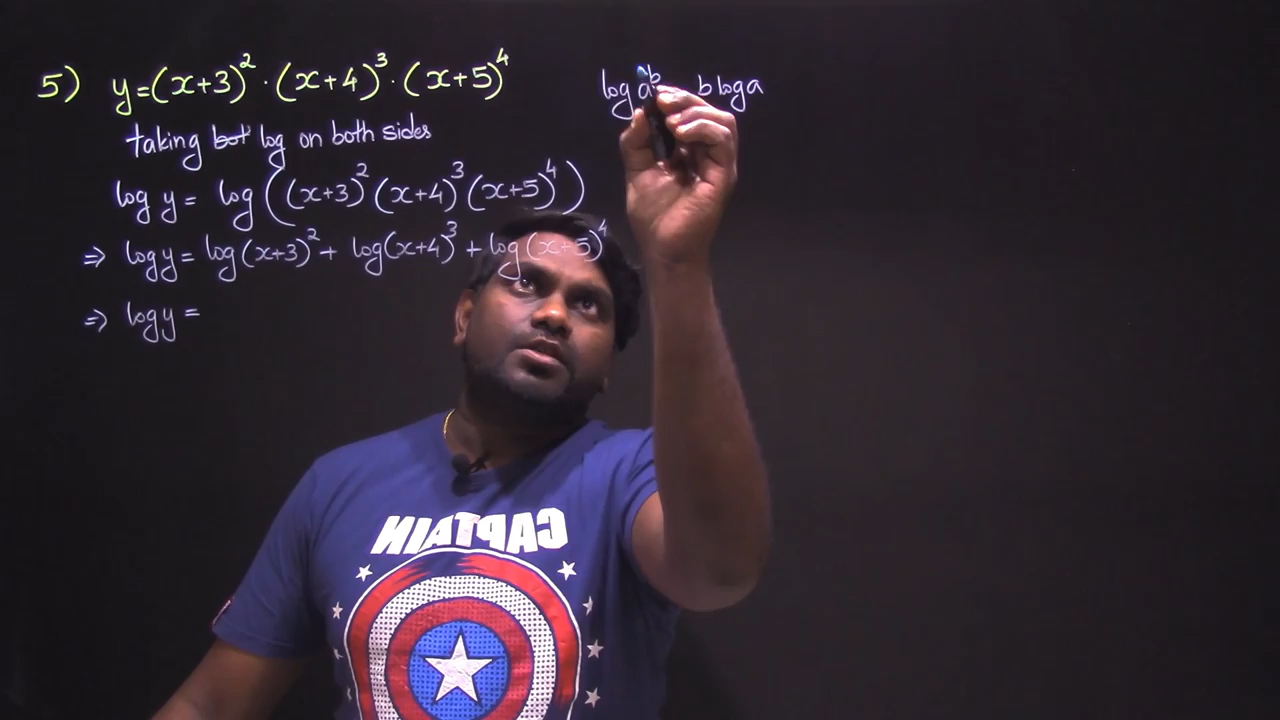 5) y=(x+3)²·(x+4)³·(x+5)⁴
taking bot log on both sides
log y = log((x+3)²(x+4)³(x+5)⁴)
⇒ log y = log(x+3)² + log(x+4)³ + log(x+5)⁴
⇒ log y =
log aᵇ b log a
CAPTAIN